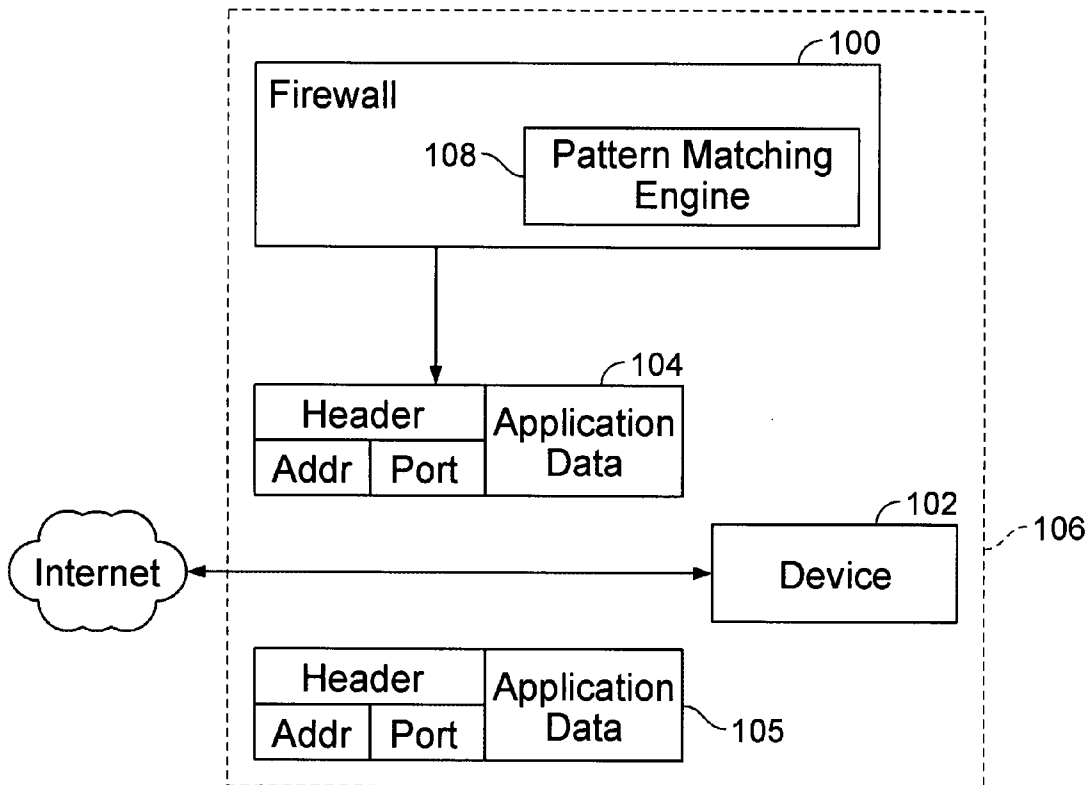 100
Firewall
108
Pattern Matching
Engine
104
Header
Application
Data
Addr
Port
102
106
Internet
Device
Header
Application
Data
Addr
Port
105